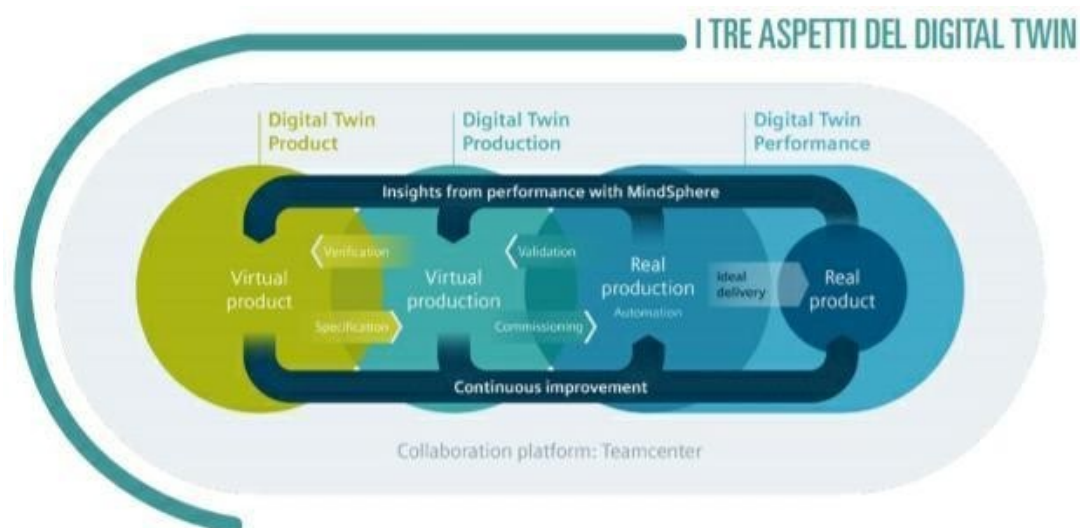 I TRE ASPETTI DEL DIGITAL TWIN
Digital Twin
Product
Digital Twin
Production
Digital Twin
Performance
Insights from performance with MindSphere
Verification
Validation
Virtual
product
Virtual
production
Real
production
Automation
Ideal
delivery
Real
product
Specification
Commissioning
Continuous improvement
Collaboration platform: Teamcenter